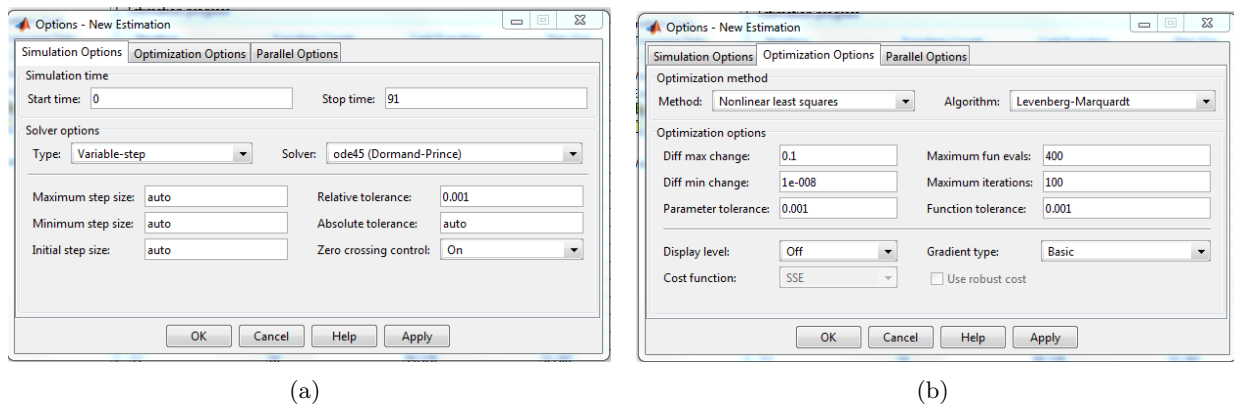 Options - New Estimation
Simulation Options Optimization Options Parallel Options
Simulation time
Start time: 0 Stop time: 91
Solver options
Type: Variable-step Solver: ode45 (Dormand-Prince)
Maximum step size: auto Relative tolerance: 0.001
Minimum step size: auto Absolute tolerance: auto
Initial step size: auto Zero crossing control: On
OK Cancel Help Apply
(a)
Options - New Estimation
Simulation Options Optimization Options Parallel Options
Optimization method
Method: Nonlinear least squares Algorithm: Levenberg-Marquardt
Optimization options
Diff max change: 0.1 Maximum fun evals: 400
Diff min change: 1e-008 Maximum iterations: 100
Parameter tolerance: 0.001 Function tolerance: 0.001
Display level: Off Gradient type: Basic
Cost function: SSE Use robust cost
OK Cancel Help Apply
(b)